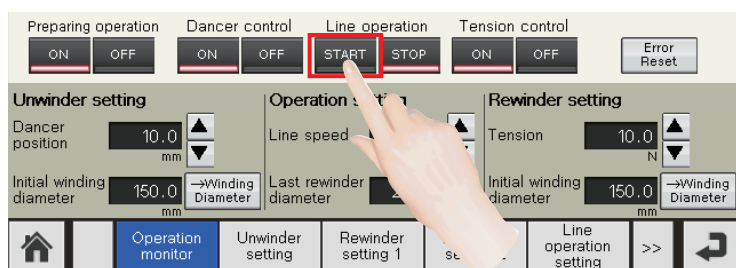 Preparing operation
Dancer control
Line operation
Tension control
ON
OFF
ON
OFF
START
STOP
ON
OFF
Error
Reset
Unwinder setting
Dancer
position
10.0
mm
Initial winding
diameter
150.0
mm
→Winding
Diameter
Operation
Line speed
Last rewinder
diameter
Rewinder setting
Tension
10.0
N
Initial winding
diameter
150.0
mm
→Winding
Diameter
Operation
monitor
Unwinder
setting
Rewinder
setting 1
Line
operation
setting
>>